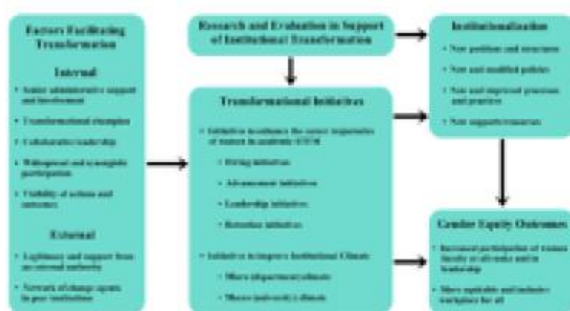 Factors Facilitating
Transformation
Internal
Senior administrative support
and involvement
Transformational champion
Collaborative leadership
Widespread and synergistic
participation
Visibility of actions and
outcomes
External
Legitimacy and support from
an external authority
Network of change agents
in peer institutions
Research and Evaluation in Support
of Institutional Transformation
Transformational Initiatives
Initiatives to enhance the career trajectories
of women in academic STEM
Hiring initiatives
Advancement initiatives
Leadership initiatives
Retention initiatives
Initiatives to improve Institutional Climate
Micro (department) climate
Macro (university) climate
Institutionalization
New positions and structures
New and modified policies
New and improved processes
and practices
New supports/resources
Gender Equity Outcomes
Increased participation of women
faculty at all ranks and in
leadership
More equitable and inclusive
workplace for all